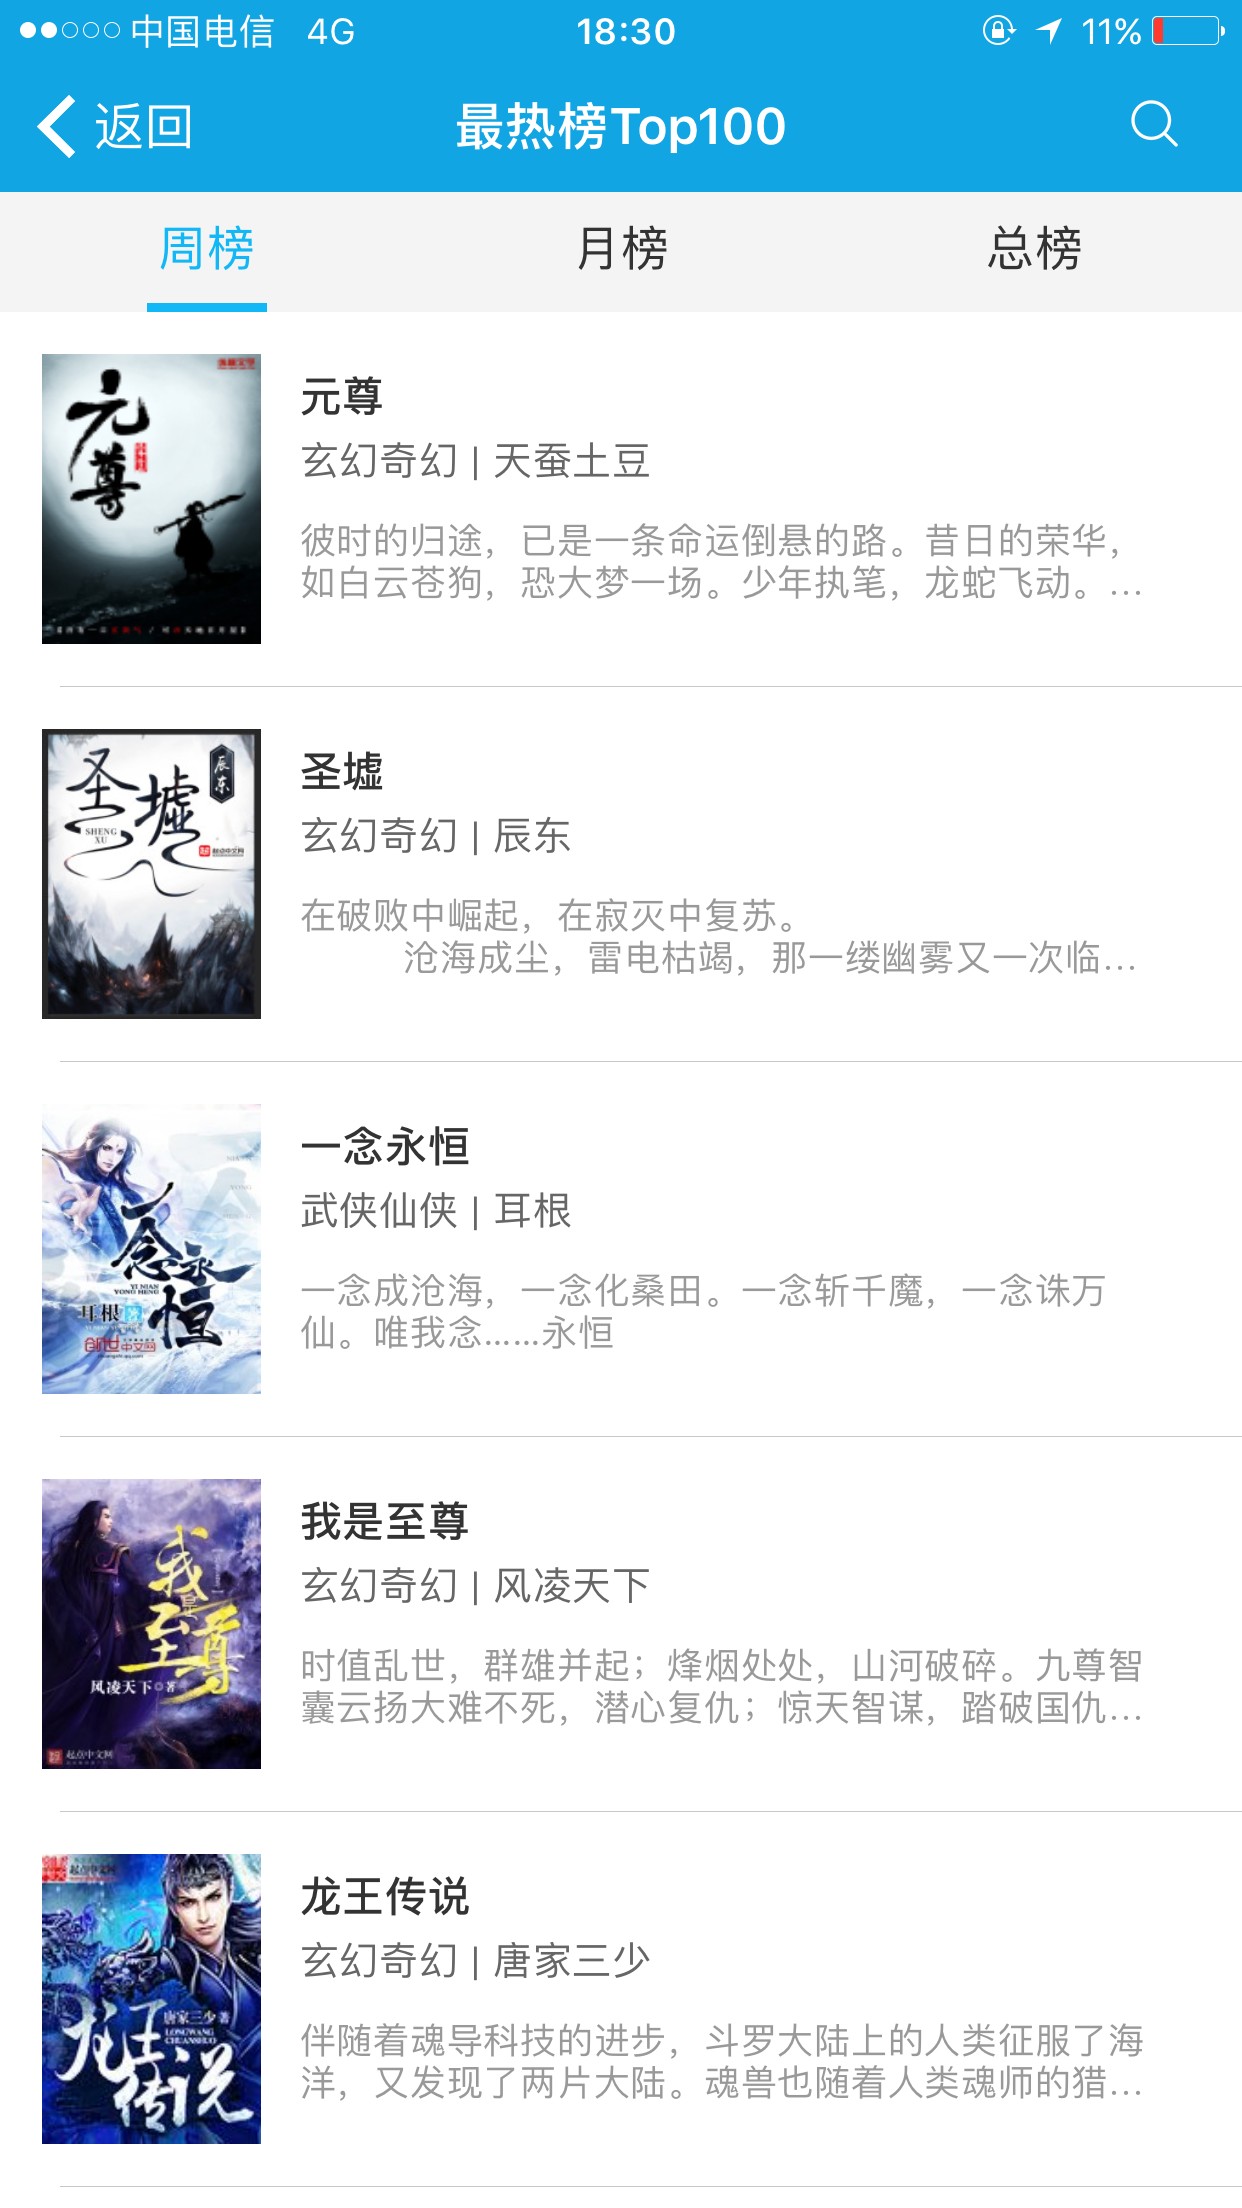 中国电信 4G 18:30 11%
返回 最热榜Top100
周榜 月榜 总榜
元尊
元尊
玄幻奇幻 | 天蚕土豆
彼时的归途，已是一条命运倒悬的路。昔日的荣华，
如白云苍狗，恐大梦一场。少年执笔，龙蛇飞动。...
圣墟
辰东
SHENG
XU
起点中文网
圣墟
玄幻奇幻 | 辰东
在破败中崛起，在寂灭中复苏。
沧海成尘，雷电枯竭，那一缕幽雾又一次临...
一念永恒
YI NIAN
YONG HENG
耳根 著
创世中文网
一念永恒
武侠仙侠 | 耳根
一念成沧海，一念化桑田。一念斩千魔，一念诛万
仙。唯我念......永恒
我是至尊
风凌天下 著
起点中文网
我是至尊
玄幻奇幻 | 风凌天下
时值乱世，群雄并起；烽烟处处，山河破碎。九尊智
囊云扬大难不死，潜心复仇；惊天智谋，踏破国仇...
起点中文网
唐家三少著
LONGWANG
CHUANSHUO
龙王传说
龙王传说
玄幻奇幻 | 唐家三少
伴随着魂导科技的进步，斗罗大陆上的人类征服了海
洋，又发现了两片大陆。魂兽也随着人类魂师的猎...